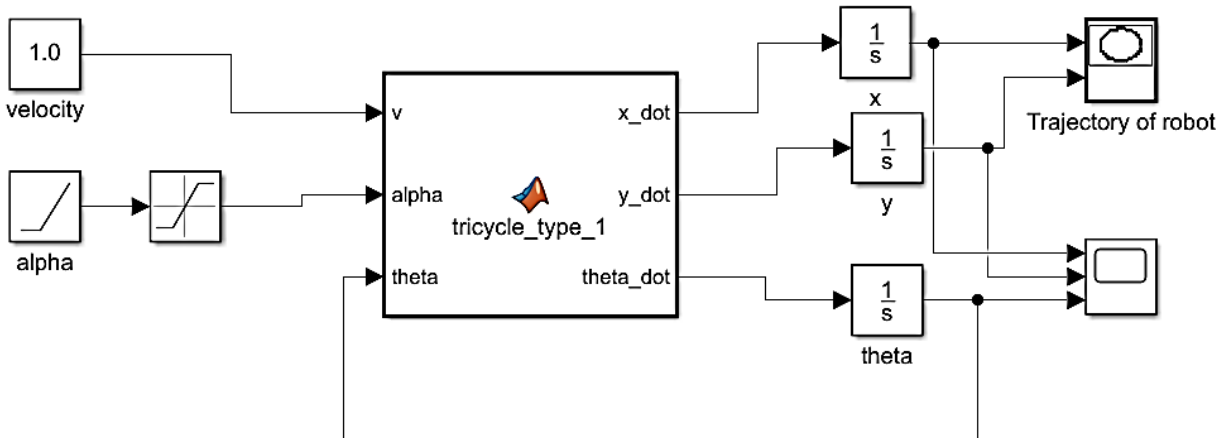 1.0
velocity
alpha
v
alpha
theta
tricycle_type_1
x_dot
y_dot
theta_dot
1
s
x
1
s
y
1
s
theta
Trajectory of robot